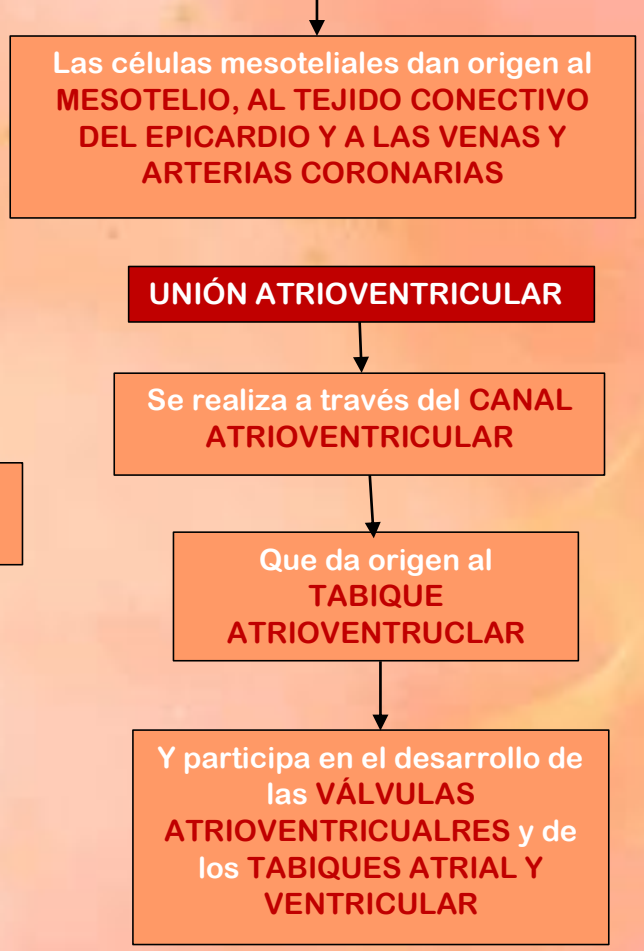 Las células mesoteliales dan origen al
MESOTELIO, AL TEJIDO CONECTIVO
DEL EPICARDIO Y A LAS VENAS Y
ARTERIAS CORONARIAS
UNIÓN ATRIOVENTRICULAR
Se realiza a través del CANAL
ATRIOVENTRICULAR
Que da origen al
TABIQUE
ATRIOVENTRUCLAR
Y participa en el desarrollo de
las VÁLVULAS
ATRIOVENTRICUALRES y de
los TABIQUES ATRIAL Y
VENTRICULAR